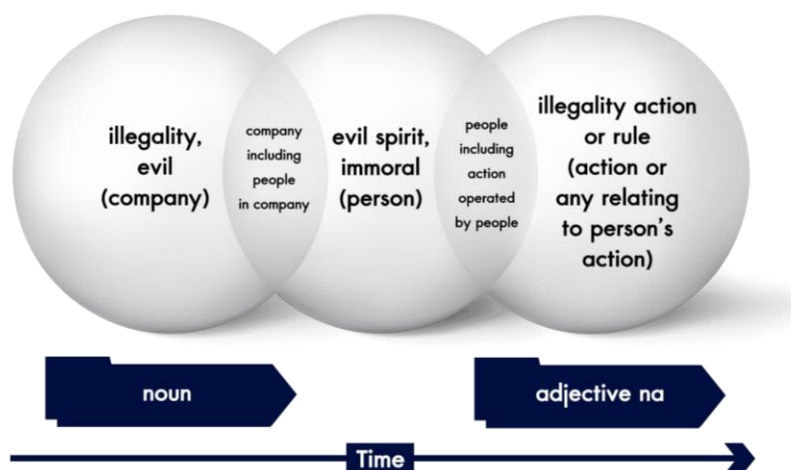 illegality,
evil
(company)
company
including
people
in company
evil spirit,
immoral
(person)
people
including
action
operated
by people
illegality action
or rule
(action or
any relating
to person's
action)
noun
adjective na
Time